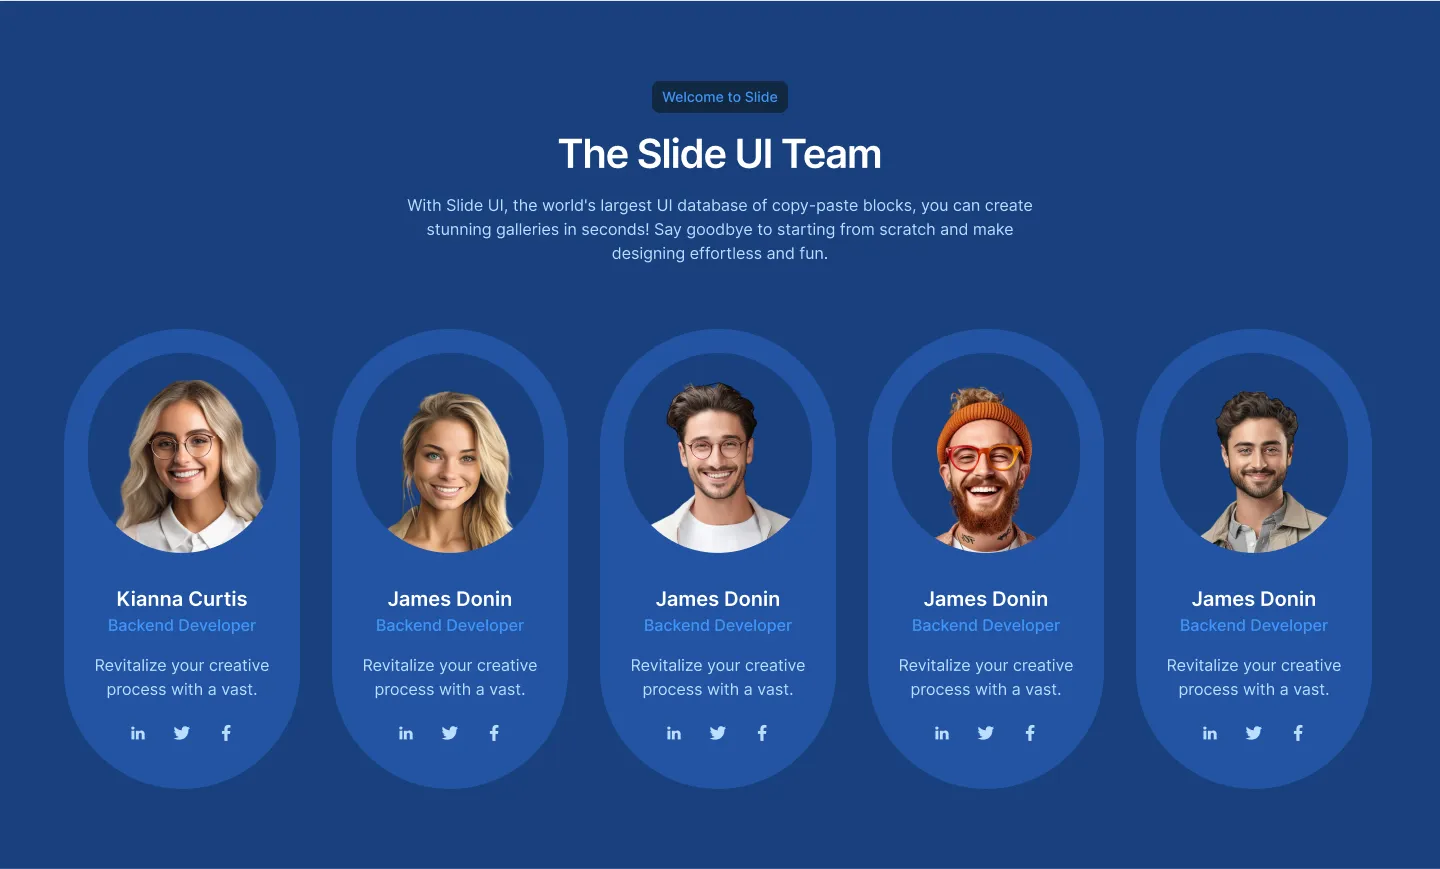 Welcome to Slide
The Slide UI Team
With Slide UI, the world's largest UI database of copy-paste blocks, you can create
stunning galleries in seconds! Say goodbye to starting from scratch and make
designing effortless and fun.
Kianna Curtis
Backend Developer
Revitalize your creative
process with a vast.
James Donin
Backend Developer
Revitalize your creative
process with a vast.
James Donin
Backend Developer
Revitalize your creative
process with a vast.
James Donin
Backend Developer
Revitalize your creative
process with a vast.
James Donin
Backend Developer
Revitalize your creative
process with a vast.